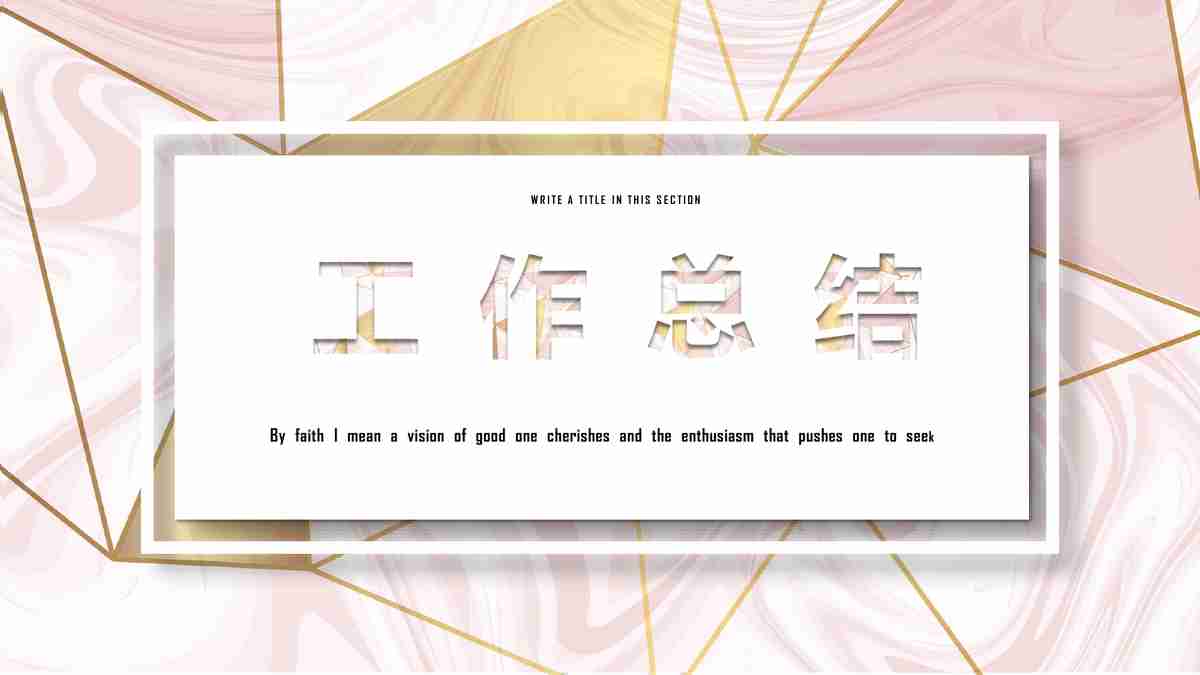 WRITE A TITLE IN THIS SECTION
工作总结
By faith I mean a vision of good one cherishes and the enthusiasm that pushes one to seek